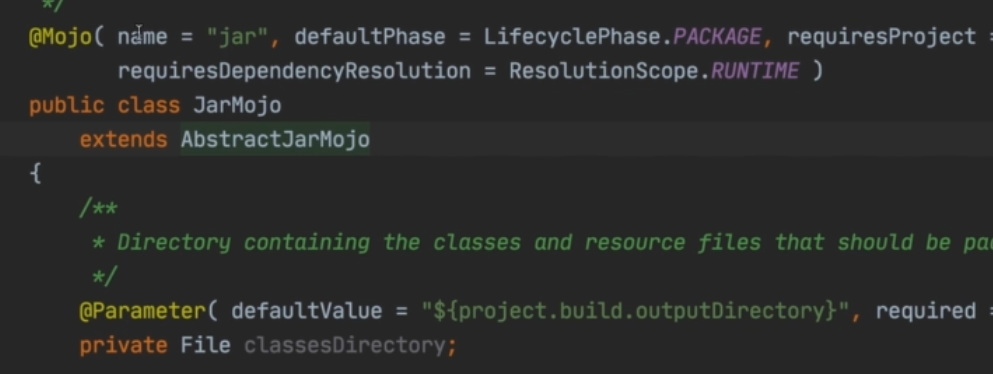 */
@Mojo( name = "jar", defaultPhase = LifecyclePhase.PACKAGE, requiresProject =
requiresDependencyResolution = ResolutionScope.RUNTIME )
public class JarMojo
extends AbstractJarMojo
{
/**
* Directory containing the classes and resource files that should be
*/
@Parameter( defaultValue = "${project.build.outputDirectory}", required =
private File classesDirectory;